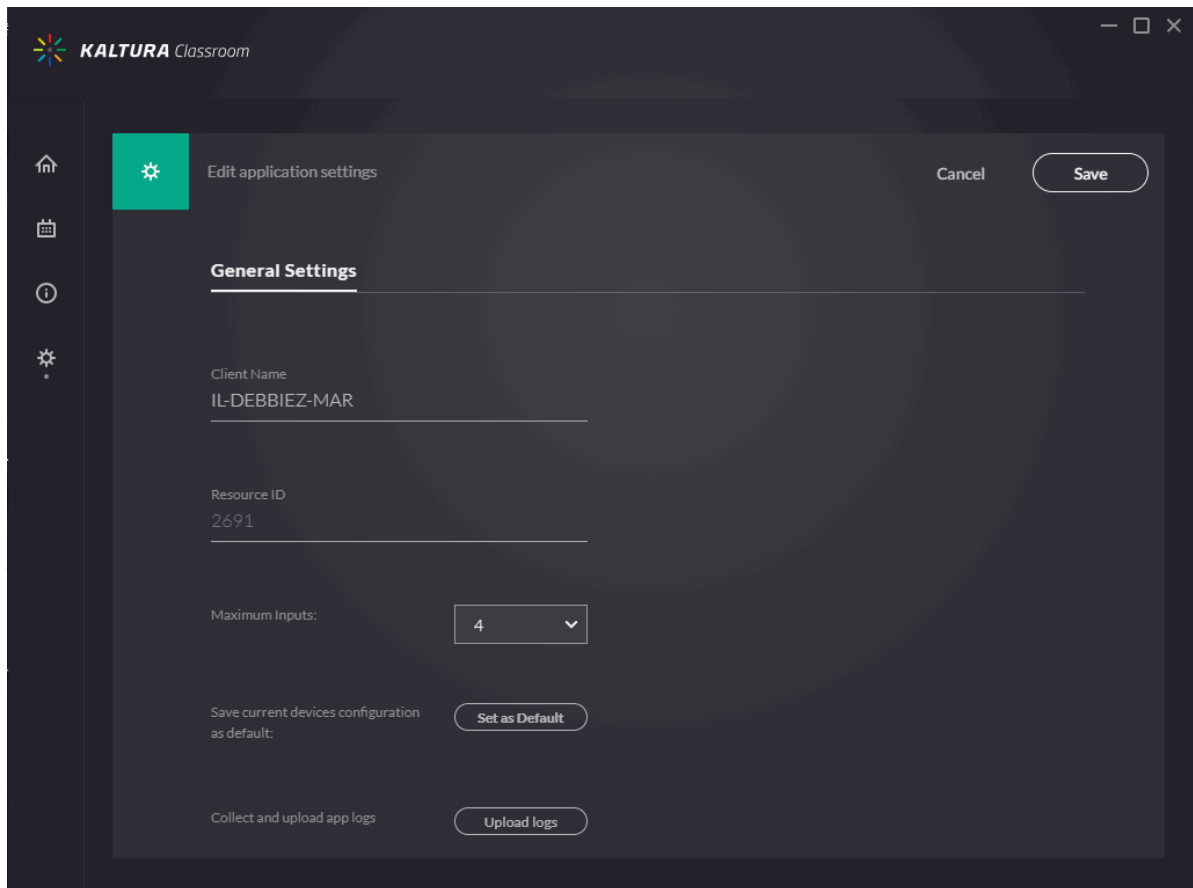 KALTURA Classroom
Edit application settings
Cancel
Save
General Settings
Client Name
IL-DEBBIEZ-MAR
Resource ID
2691
Maximum Inputs:
4
Save current devices configuration
as default:
Set as Default
Collect and upload app logs
Upload logs